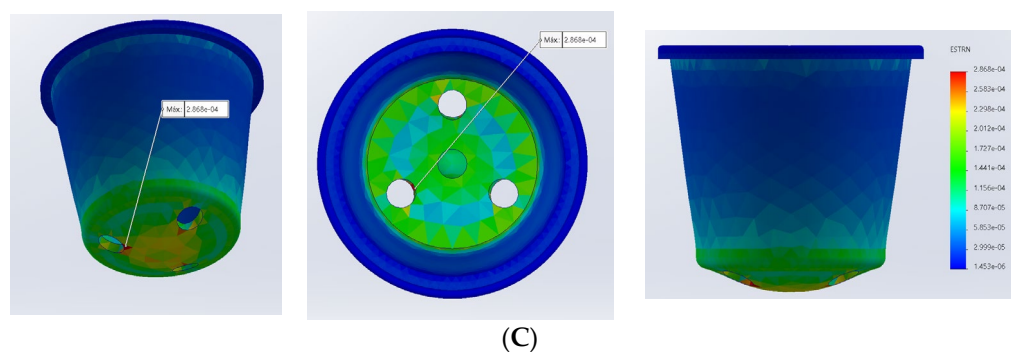 Máx.: 2.868e-04
Máx.: 2.868e-04
ESTRN
2.868e-04
2.583e-04
2.298e-04
2.012e-04
1.727e-04
1.441e-04
1.156e-04
8.707e-05
5.853e-05
2.999e-05
1.453e-06
(C)